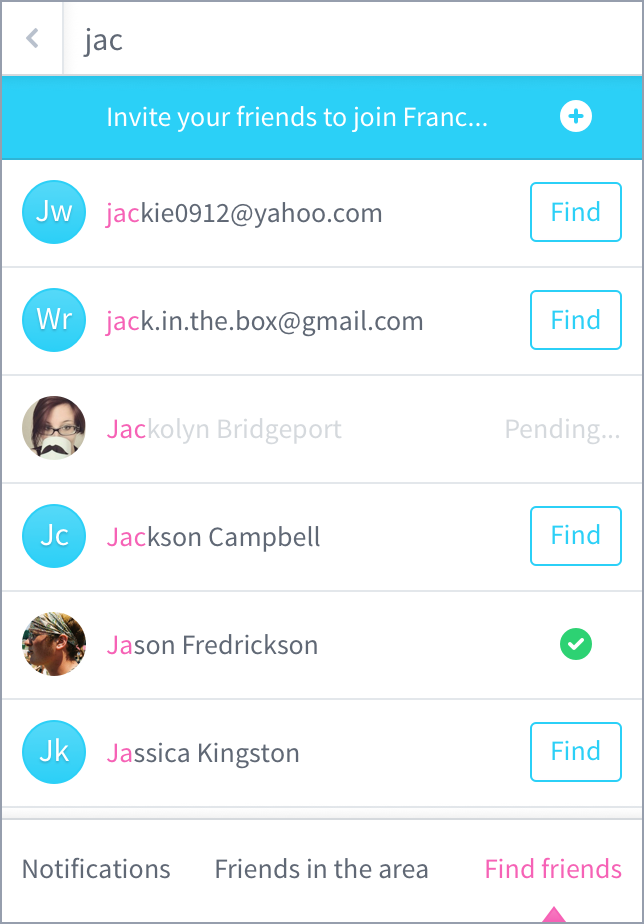 jac
Invite your friends to join Franc...
Jw jackie0912@yahoo.com Find
Wr jack.in.the.box@gmail.com Find
Jackolyn Bridgeport Pending...
Jc Jackson Campbell Find
Jason Fredrickson
Jk Jassica Kingston Find
Notifications Friends in the area Find friends